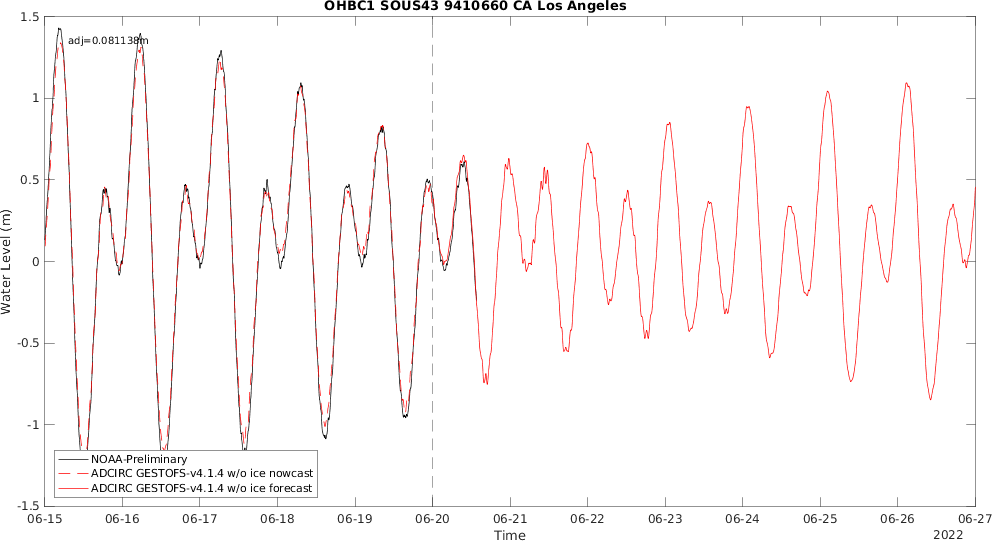 OHBC1 SOUS43 9410660 CA Los Angeles
adj=0.081138m
1.5
1
0.5
0
-0.5
-1
-1.5
Water Level (m)
NOAA-Preliminary
ADCIRC GESTOFS-v4.1.4 w/o ice nowcast
ADCIRC GESTOFS-v4.1.4 w/o ice forecast
06-15 06-16 06-17 06-18 06-19 06-20 06-21 06-22 06-23 06-24 06-25 06-26 06-27
Time
2022